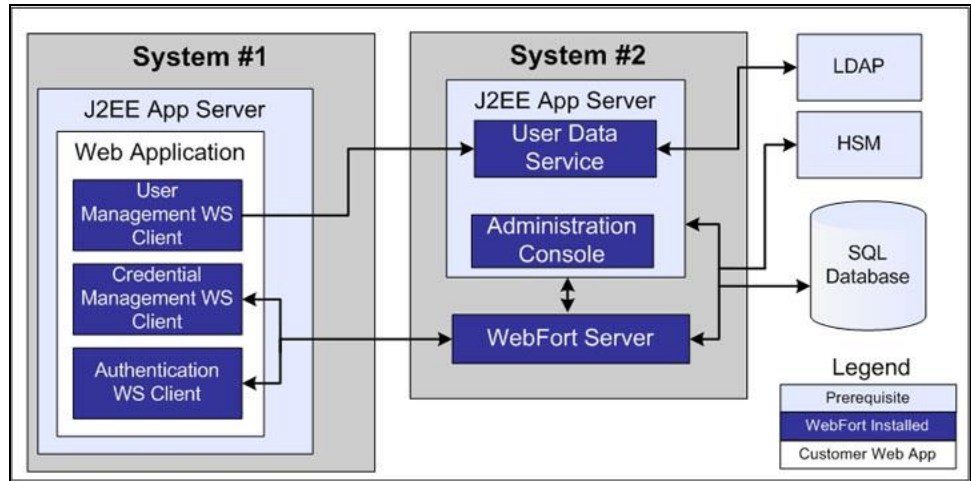 System #1
J2EE App Server
Web Application
User
Management WS
Client
Credential
Management WS
Client
Authentication
WS Client
System #2
J2EE App Server
User Data
Service
Administration
Console
WebFort Server
LDAP
HSM
SQL
Database
Legend
Prerequisite
WebFort Installed
Customer Web App